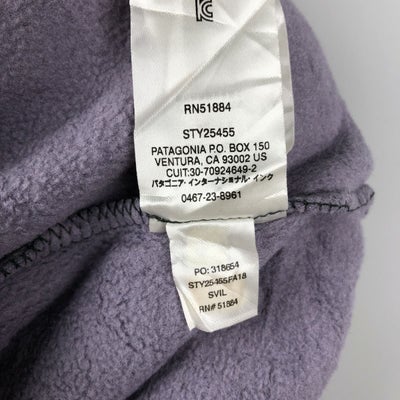 RN51884
STY25455
PATAGONIA P.O. BOX 150
VENTURA, CA 93002 US
CUIT:30-70924649-2
パタゴニア・インターナショナル・インク
0467-23-8961
PO: 318654
STY25455FA18
SVIL
RN# 51884